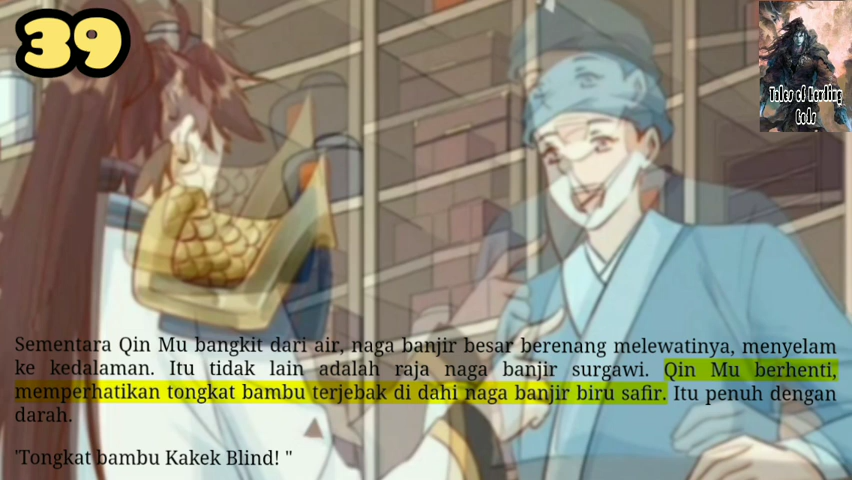 39
Tales of Herding
Gods
Sementara Qin Mu bangkit dari air, naga banjir besar berenang melewatinya, menyelam
ke kedalaman. Itu tidak lain adalah raja naga banjir surgawi. Qin Mu berhenti,
memperhatikan tongkat bambu terjebak di dahi naga banjir biru safir. Itu penuh dengan
darah.
'Tongkat bambu Kakek Blind! "